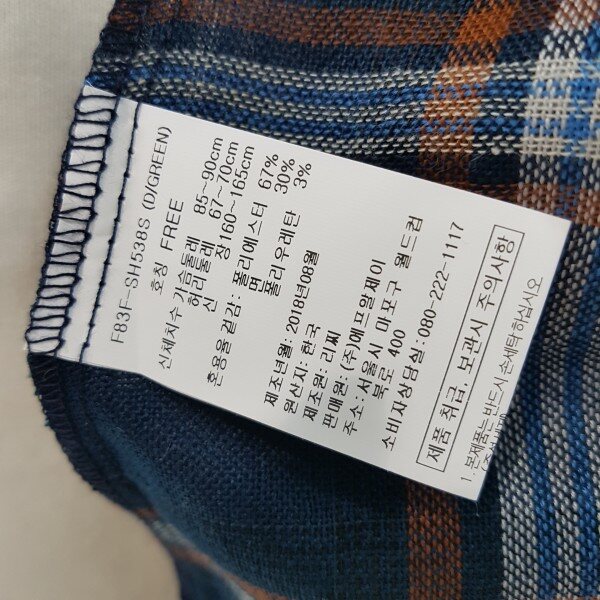 F83F-SH538S (D/GREEN)
호칭 FREE
신체치수 가슴둘레 85~90cm
허리둘레 67~70cm
신 장 160~165cm
혼용율 겉감: 폴리에스터 67%
면 30%
폴리우레탄 3%
제조년월: 2018년08월
원산지: 한국
제조원: 리찌
판매원: (주)에프알제이
주소: 서울시 마포구 월드컵
북로 400
소비자상담실: 080-222-1117
제품 취급, 보관시 주의사항
1. 본제품는 반드시 손세탁 하십시오